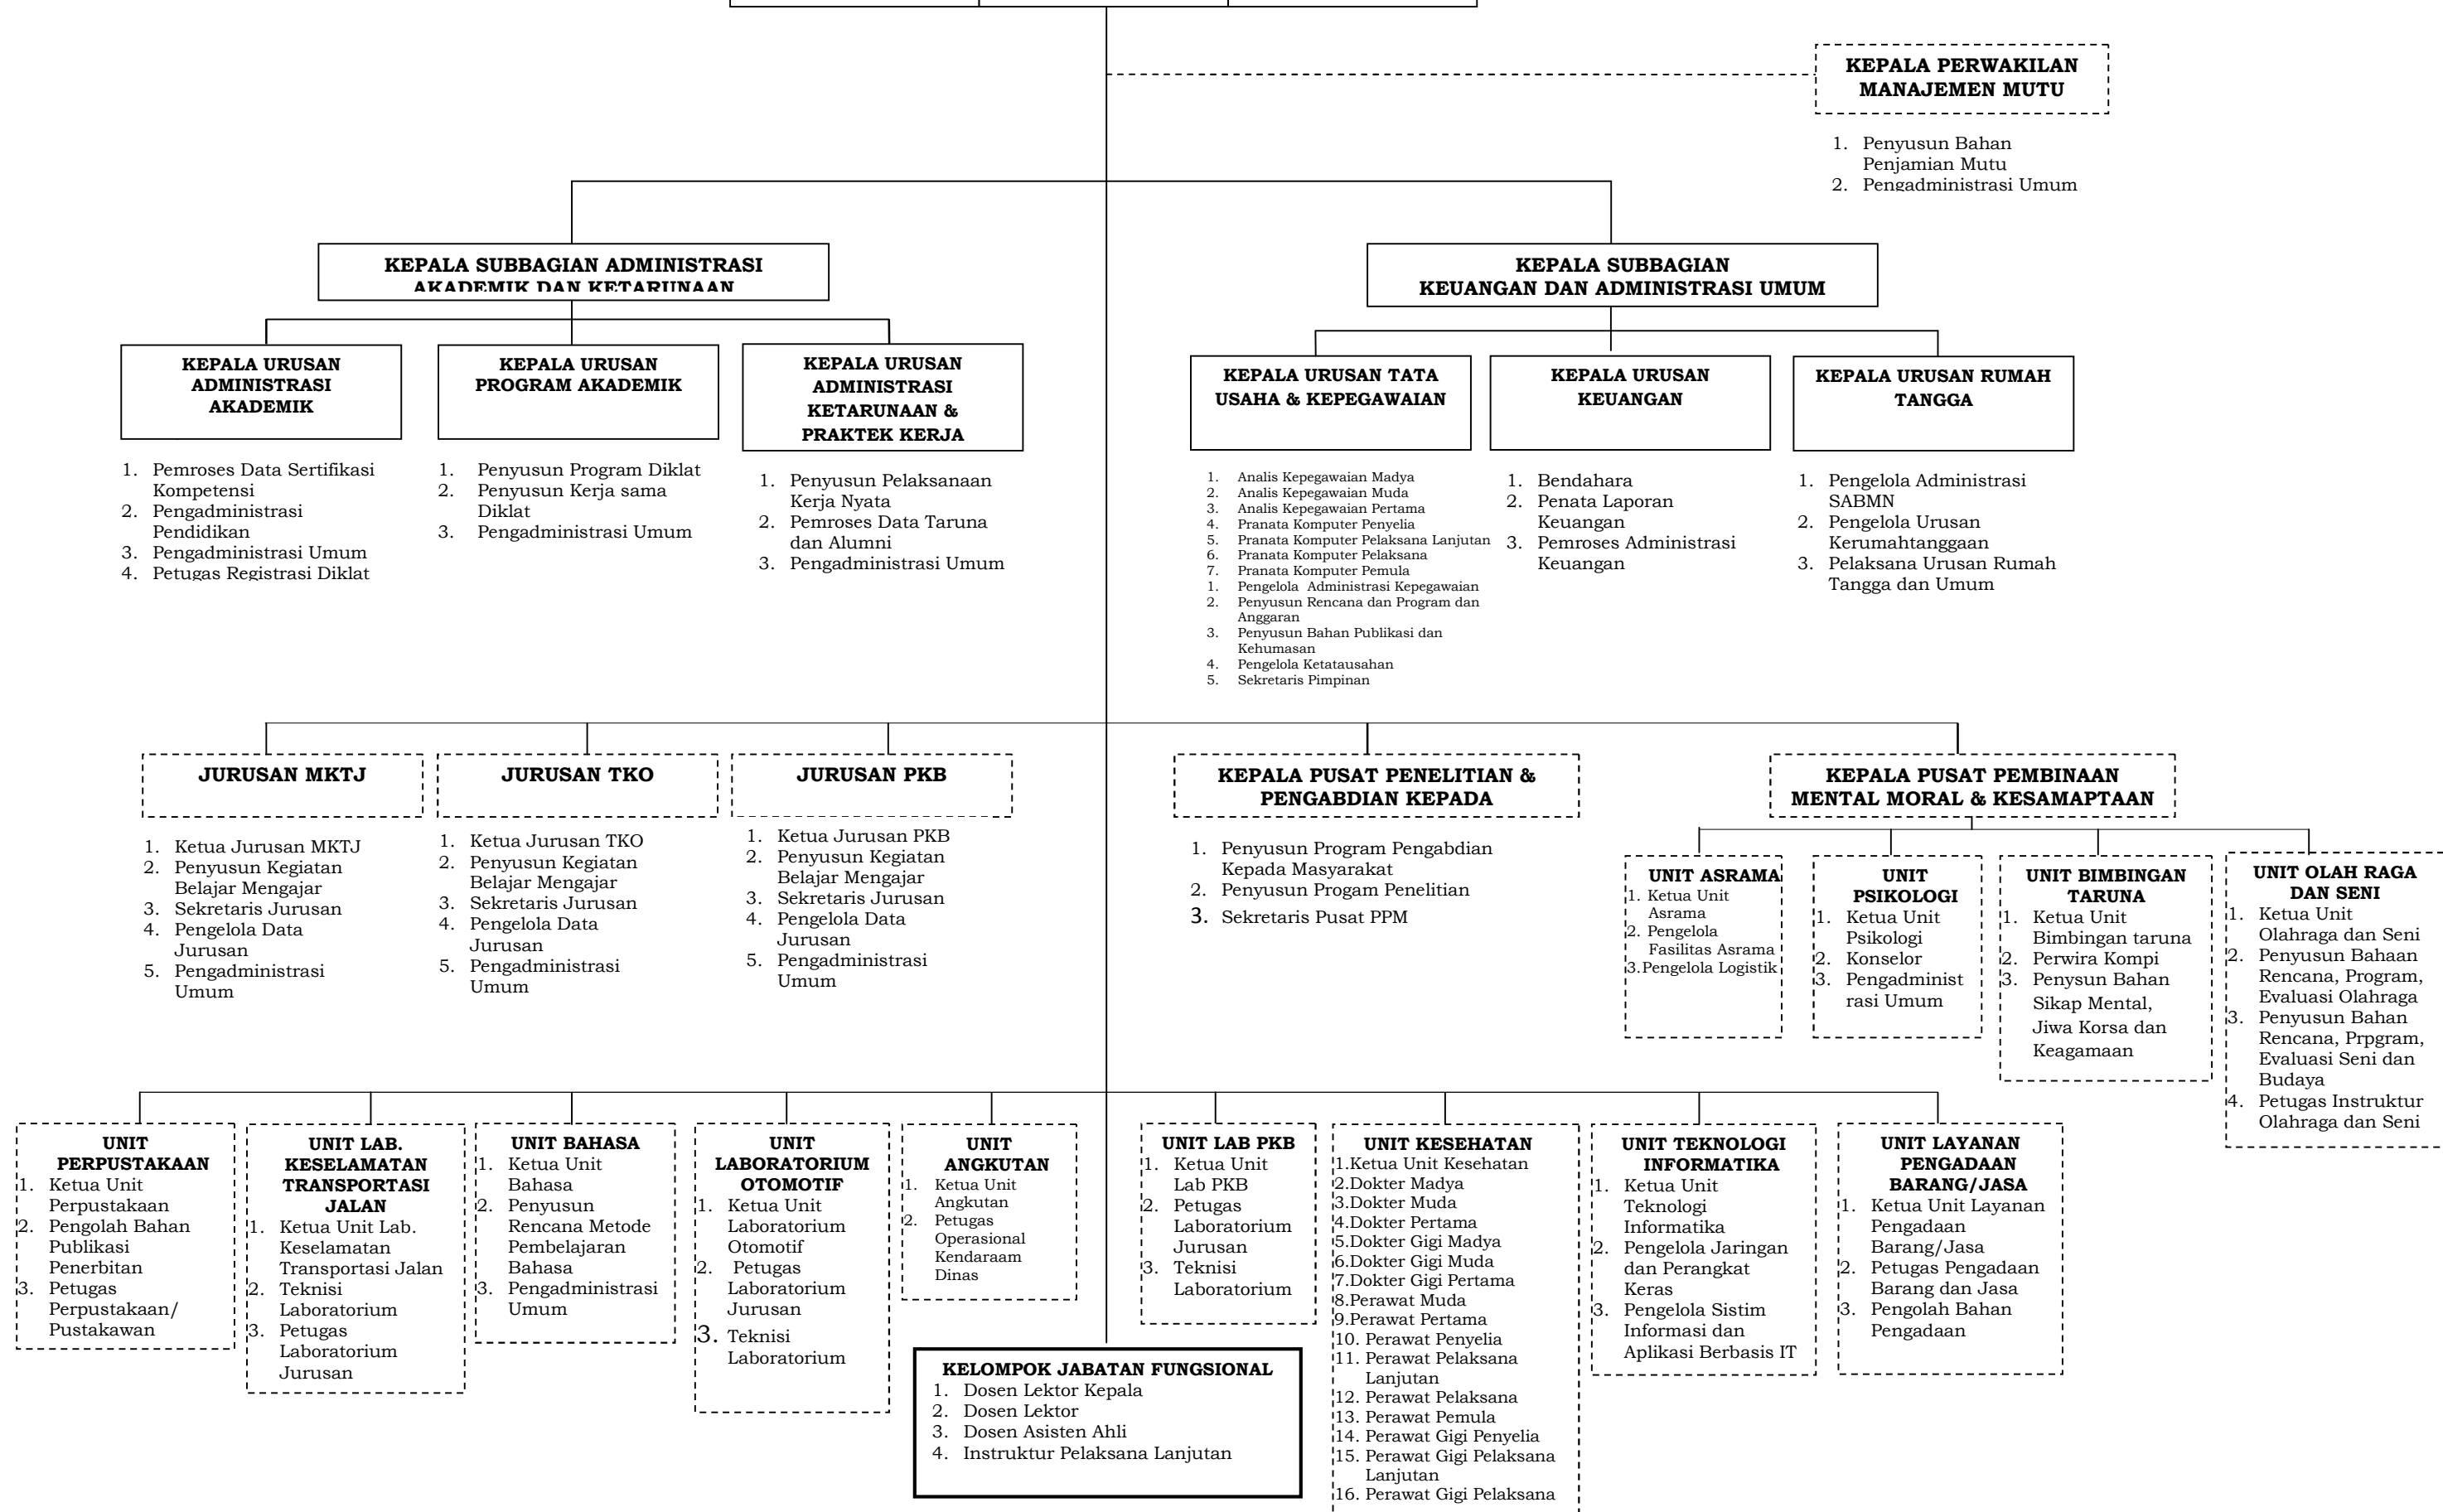 KEPALA PERWAKILAN
MANAJEMEN MUTU
1. Penyusun Bahan
Penjamian Mutu
2. Pengadministrasi Umum
KEPALA SUBBAGIAN ADMINISTRASI
AKADEMIK DAN KETARUNAAN
KEPALA SUBBAGIAN
KEUANGAN DAN ADMINISTRASI UMUM
KEPALA URUSAN
ADMINISTRASI
AKADEMIK
1. Pemroses Data Sertifikasi
Kompetensi
2. Pengadministrasi
Pendidikan
3. Pengadministrasi Umum
4. Petugas Registrasi Diklat
KEPALA URUSAN
PROGRAM AKADEMIK
1. Penyusun Program Diklat
2. Penyusun Kerja sama
Diklat
3. Pengadministrasi Umum
KEPALA URUSAN
ADMINISTRASI
KETARUNAAN &
PRAKTEK KERJA
1. Penyusun Pelaksanaan
Kerja Nyata
2. Pemroses Data Taruna
dan Alumni
3. Pengadministrasi Umum
KEPALA URUSAN TATA
USAHA & KEPEGAWAIAN
1. Analis Kepegawaian Madya
2. Analis Kepegawaian Muda
3. Analis Kepegawaian Pertama
4. Pranata Komputer Penyelia
5. Pranata Komputer Pelaksana Lanjutan
6. Pranata Komputer Pelaksana
7. Pranata Komputer Pemula
1. Pengelola Administrasi Kepegawaian
2. Penyusun Rencana dan Program dan
Anggaran
3. Penyusun Bahan Publikasi dan
Kehumasan
4. Pengelola Ketatausahan
5. Sekretaris Pimpinan
KEPALA URUSAN
KEUANGAN
1. Bendahara
2. Penata Laporan
Keuangan
3. Pemroses Administrasi
Keuangan
KEPALA URUSAN RUMAH
TANGGA
1. Pengelola Administrasi
SABMN
2. Pengelola Urusan
Kerumahtanggaan
3. Pelaksana Urusan Rumah
Tangga dan Umum
JURUSAN MKTJ
1. Ketua Jurusan MKTJ
2. Penyusun Kegiatan
Belajar Mengajar
3. Sekretaris Jurusan
4. Pengelola Data
Jurusan
5. Pengadministrasi
Umum
JURUSAN TKO
1. Ketua Jurusan TKO
2. Penyusun Kegiatan
Belajar Mengajar
3. Sekretaris Jurusan
4. Pengelola Data
Jurusan
5. Pengadministrasi
Umum
JURUSAN PKB
1. Ketua Jurusan PKB
2. Penyusun Kegiatan
Belajar Mengajar
3. Sekretaris Jurusan
4. Pengelola Data
Jurusan
5. Pengadministrasi
Umum
KEPALA PUSAT PENELITIAN &
PENGABDIAN KEPADA
1. Penyusun Program Pengabdian
Kepada Masyarakat
2. Penyusun Progam Penelitian
3. Sekretaris Pusat PPM
KEPALA PUSAT PEMBINAAN
MENTAL MORAL & KESAMAPTAAN
UNIT ASRAMA
1. Ketua Unit
Asrama
2. Pengelola
Fasilitas Asrama
3.Pengelola Logistik
UNIT
PSIKOLOGI
1. Ketua Unit
Psikologi
2. Konselor
3. Pengadminist
rasi Umum
UNIT BIMBINGAN
TARUNA
1. Ketua Unit
Bimbingan taruna
2. Perwira Kompi
3. Penysun Bahan
Sikap Mental,
Jiwa Korsa dan
Keagamaan
UNIT OLAH RAGA
DAN SENI
1. Ketua Unit
Olahraga dan Seni
2. Penyusun Bahaan
Rencana, Program,
Evaluasi Olahraga
3. Penyusun Bahan
Rencana, Prpgram,
Evaluasi Seni dan
Budaya
4. Petugas Instruktur
Olahraga dan Seni
UNIT
PERPUSTAKAAN
1. Ketua Unit
Perpustakaan
2. Pengolah Bahan
Publikasi
Penerbitan
3. Petugas
Perpustakaan/
Pustakawan
UNIT LAB.
KESELAMATAN
TRANSPORTASI
JALAN
1. Ketua Unit Lab.
Keselamatan
Transportasi Jalan
2. Teknisi
Laboratorium
3. Petugas
Laboratorium
Jurusan
UNIT BAHASA
1. Ketua Unit
Bahasa
2. Penyusun
Rencana Metode
Pembelajaran
Bahasa
3. Pengadministrasi
Umum
UNIT
LABORATORIUM
OTOMOTIF
1. Ketua Unit
Laboratorium
Otomotif
2. Petugas
Laboratorium
Jurusan
3. Teknisi
Laboratorium
UNIT
ANGKUTAN
1. Ketua Unit
Angkutan
2. Petugas
Operasional
Kendaraam
Dinas
UNIT LAB PKB
1. Ketua Unit
Lab PKB
2. Petugas
Laboratorium
Jurusan
3. Teknisi
Laboratorium
UNIT KESEHATAN
1.Ketua Unit Kesehatan
2.Dokter Madya
3.Dokter Muda
4.Dokter Pertama
5.Dokter Gigi Madya
6.Dokter Gigi Muda
7.Dokter Gigi Pertama
8.Perawat Muda
9.Perawat Pertama
10. Perawat Penyelia
11. Perawat Pelaksana
Lanjutan
12. Perawat Pelaksana
13. Perawat Pemula
14. Perawat Gigi Penyelia
15. Perawat Gigi Pelaksana
Lanjutan
16. Perawat Gigi Pelaksana
UNIT TEKNOLOGI
INFORMATIKA
1. Ketua Unit
Teknologi
Informatika
2. Pengelola Jaringan
dan Perangkat
Keras
3. Pengelola Sistim
Informasi dan
Aplikasi Berbasis IT
UNIT LAYANAN
PENGADAAN
BARANG/JASA
1. Ketua Unit Layanan
Pengadaan
Barang/Jasa
2. Petugas Pengadaan
Barang dan Jasa
3. Pengolah Bahan
Pengadaan
KELOMPOK JABATAN FUNGSIONAL
1. Dosen Lektor Kepala
2. Dosen Lektor
3. Dosen Asisten Ahli
4. Instruktur Pelaksana Lanjutan